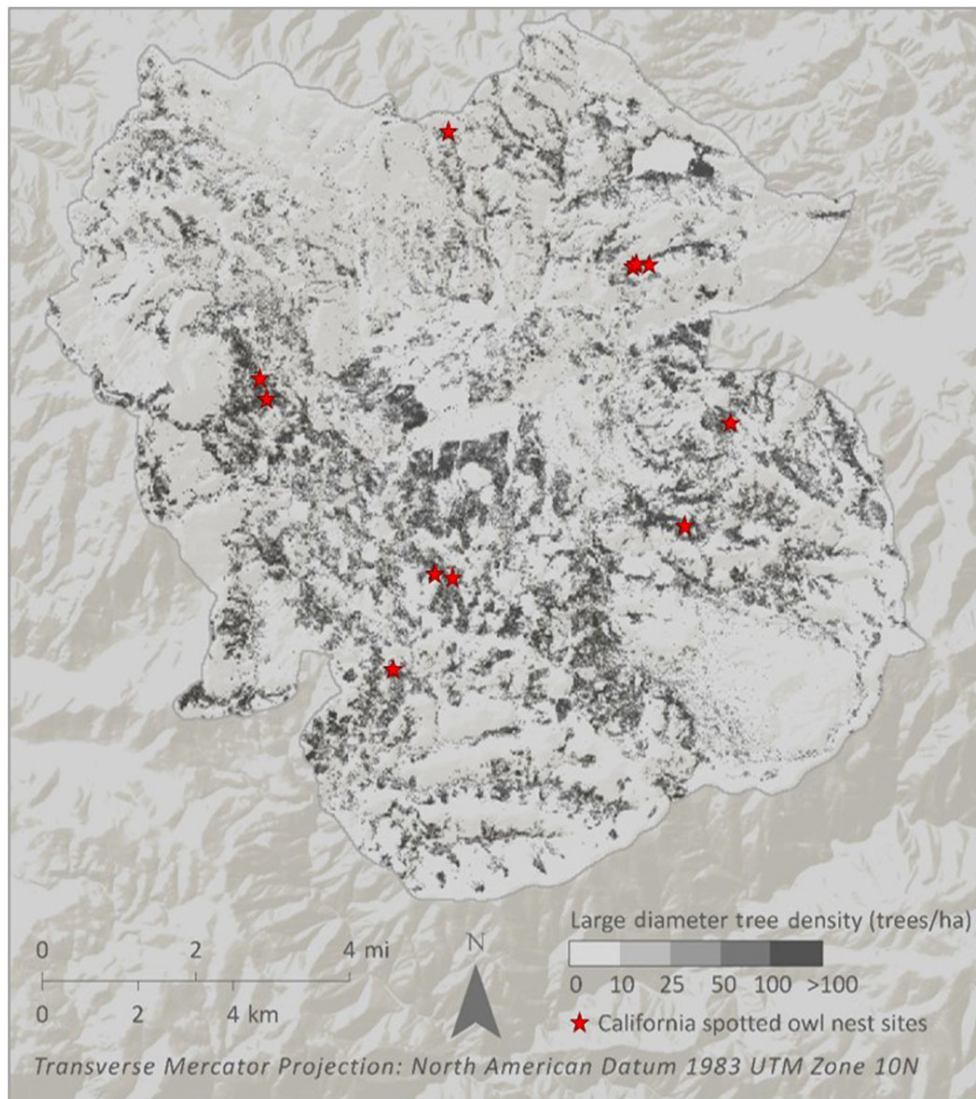 Large diameter tree density (trees/ha)
0 2 4 mi
N
0 10 25 50 100 >100
0 2 4 km
California spotted owl nest sites
Transverse Mercator Projection: North American Datum 1983 UTM Zone 10N